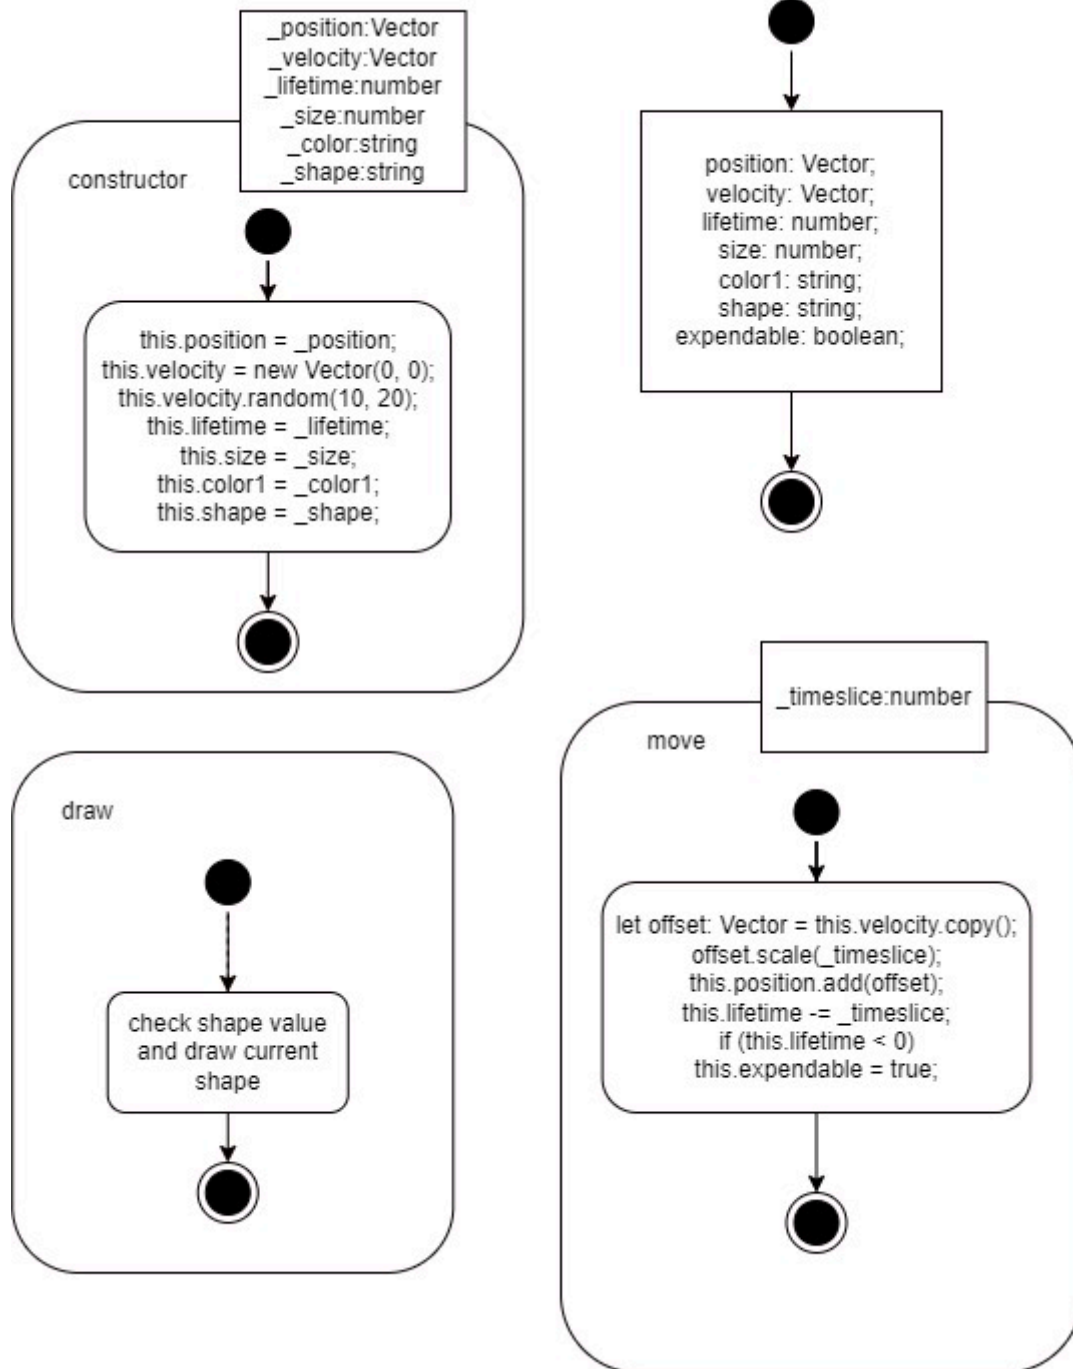 _position:Vector
_velocity:Vector
_lifetime:number
_size:number
_color:string
_shape:string
constructor
this.position = _position;
this.velocity = new Vector(0, 0);
this.velocity.random(10, 20);
this.lifetime = _lifetime;
this.size = _size;
this.color1 = _color1;
this.shape = _shape;
position: Vector;
velocity: Vector;
lifetime: number;
size: number;
color1: string;
shape: string;
expendable: boolean;
draw
check shape value
and draw current
shape
_timeslice:number
move
let offset: Vector = this.velocity.copy();
offset.scale(_timeslice);
this.position.add(offset);
this.lifetime -= _timeslice;
if (this.lifetime < 0)
this.expendable = true;